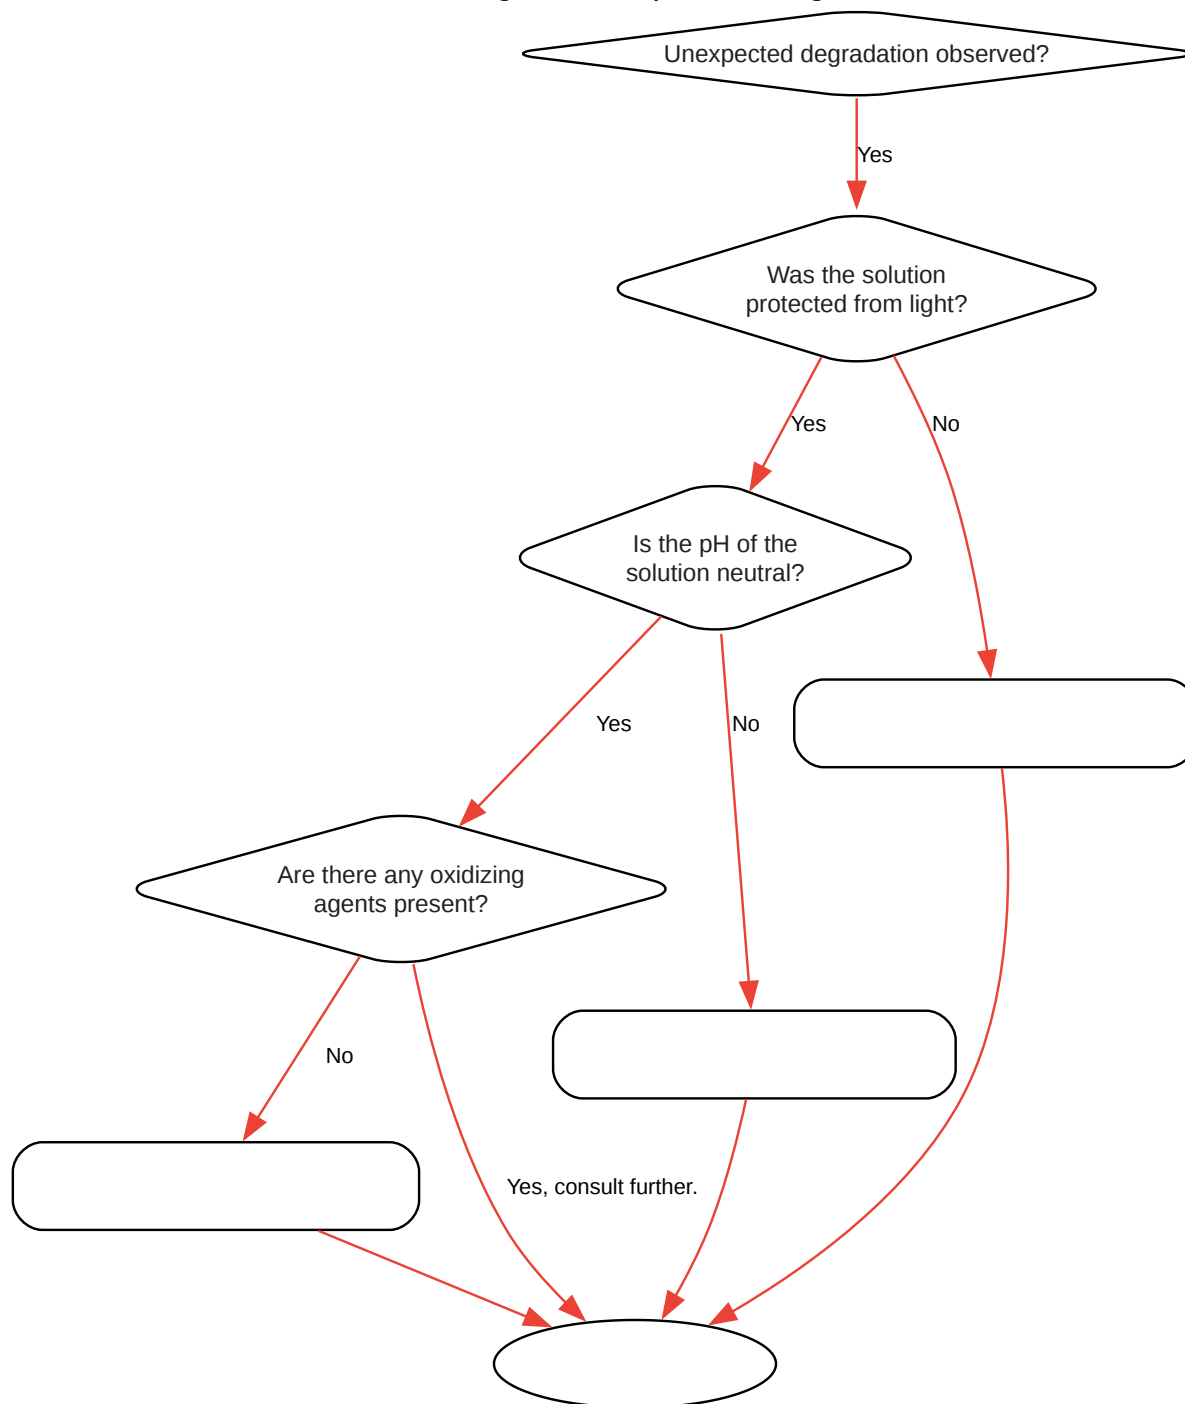 Unexpected degradation observed?
Yes
Was the solution
protected from light?
Yes
No
Is the pH of the
solution neutral?
Yes
No
Are there any oxidizing
agents present?
No
Yes, consult further.